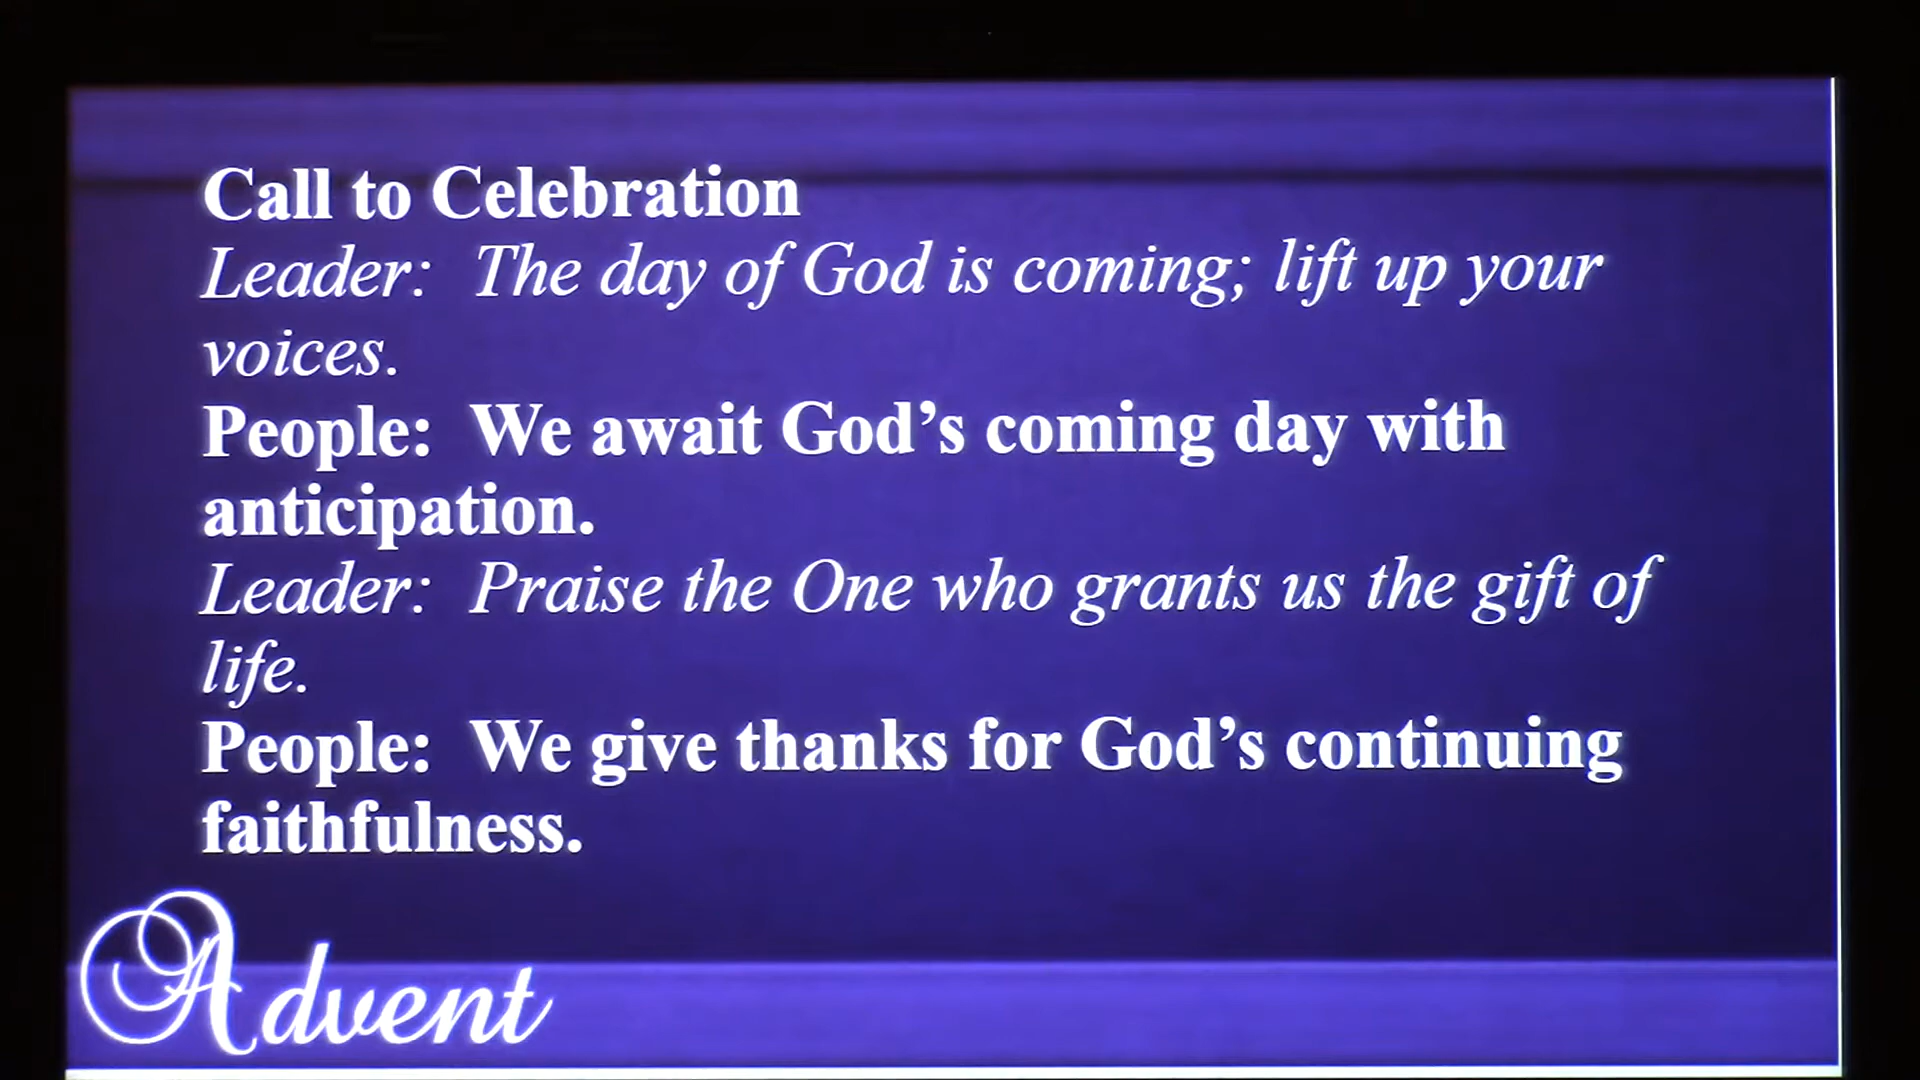 Call to Celebration
Leader:  The day of God is coming; lift up your
voices.
People:  We await God’s coming day with
anticipation.
Leader:  Praise the One who grants us the gift of
life.
People:  We give thanks for God’s continuing
faithfulness.
Advent